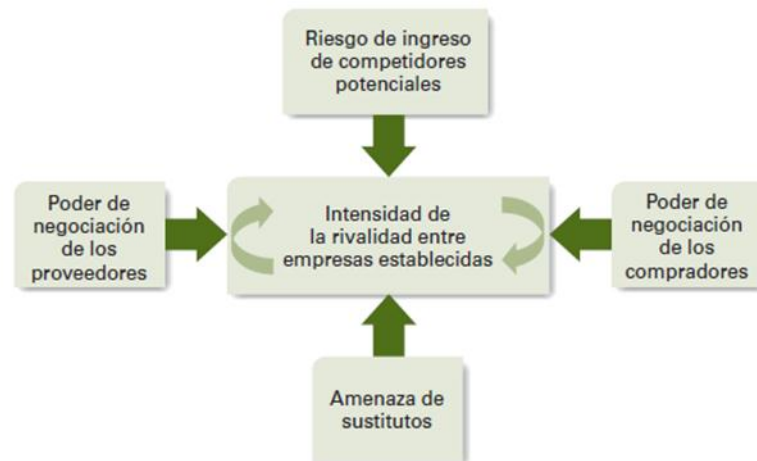 Riesgo de ingreso
de competidores
potenciales
Poder de
negociación
de los
proveedores
Intensidad de
la rivalidad entre
empresas establecidas
Poder de
negociación
de los
compradores
Amenaza de
sustitutos